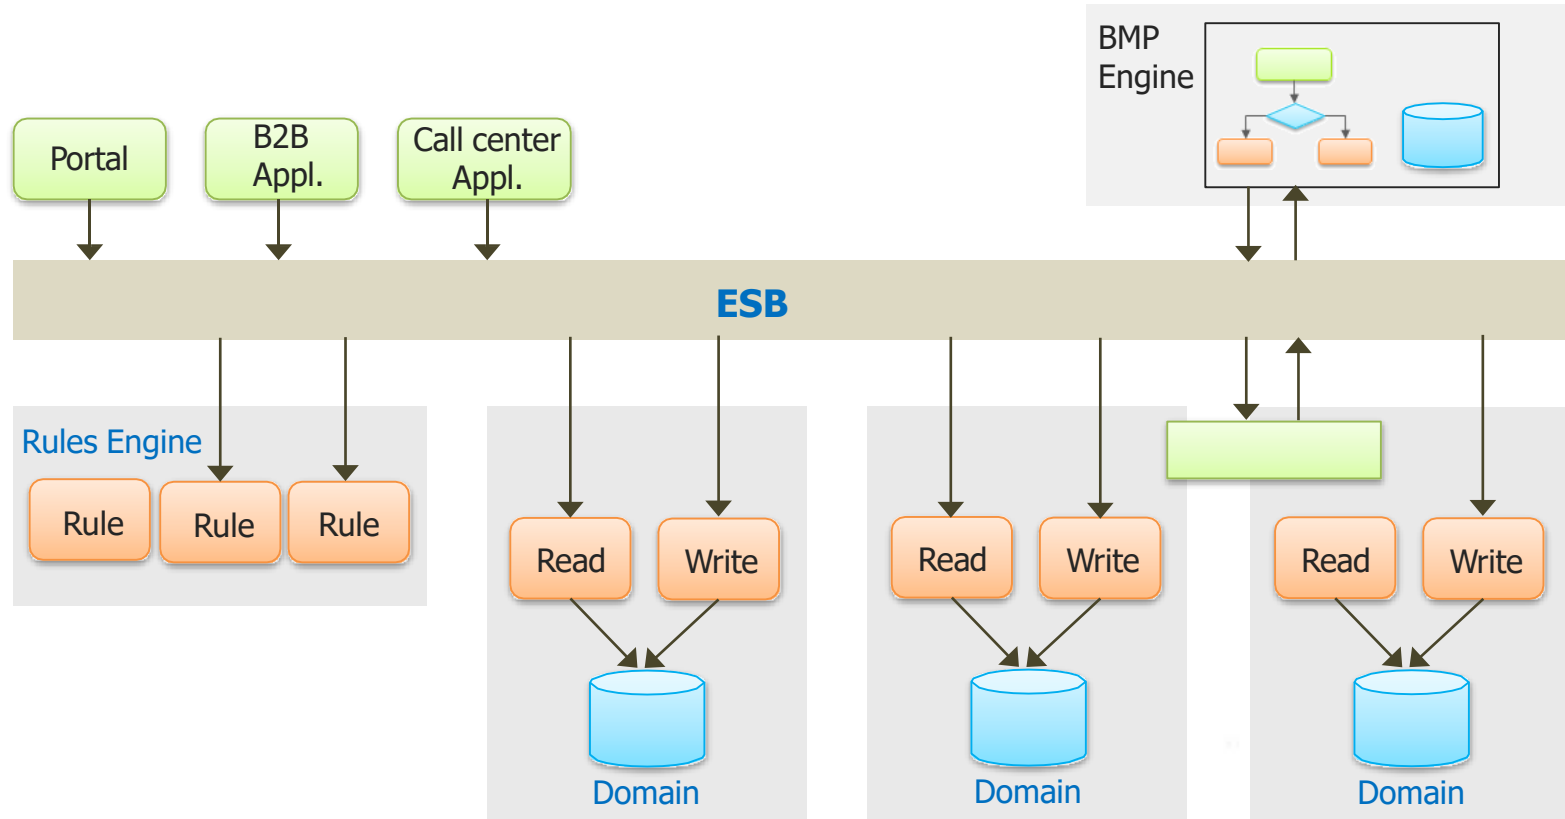 BMP
Engine
Portal
B2B
Appl.
Call center
Appl.
ESB
Rules Engine
Rule
Rule
Rule
Read
Write
Domain
Read
Write
Domain
Read
Write
Domain